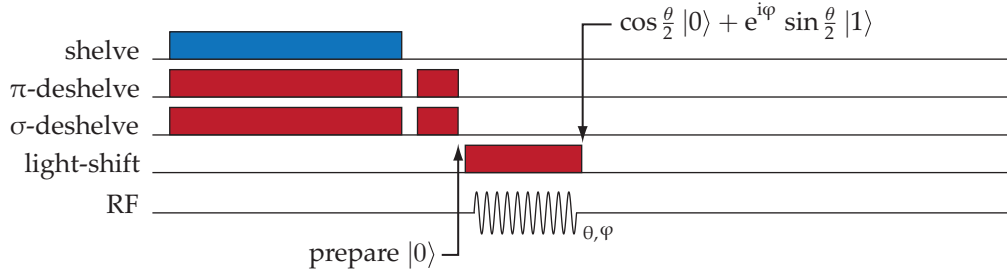 cos θ/2 |0⟩ + e^{iφ} sin θ/2 |1⟩
shelve
π-deshelve
σ-deshelve
light-shift
RF
θ,φ
prepare |0⟩